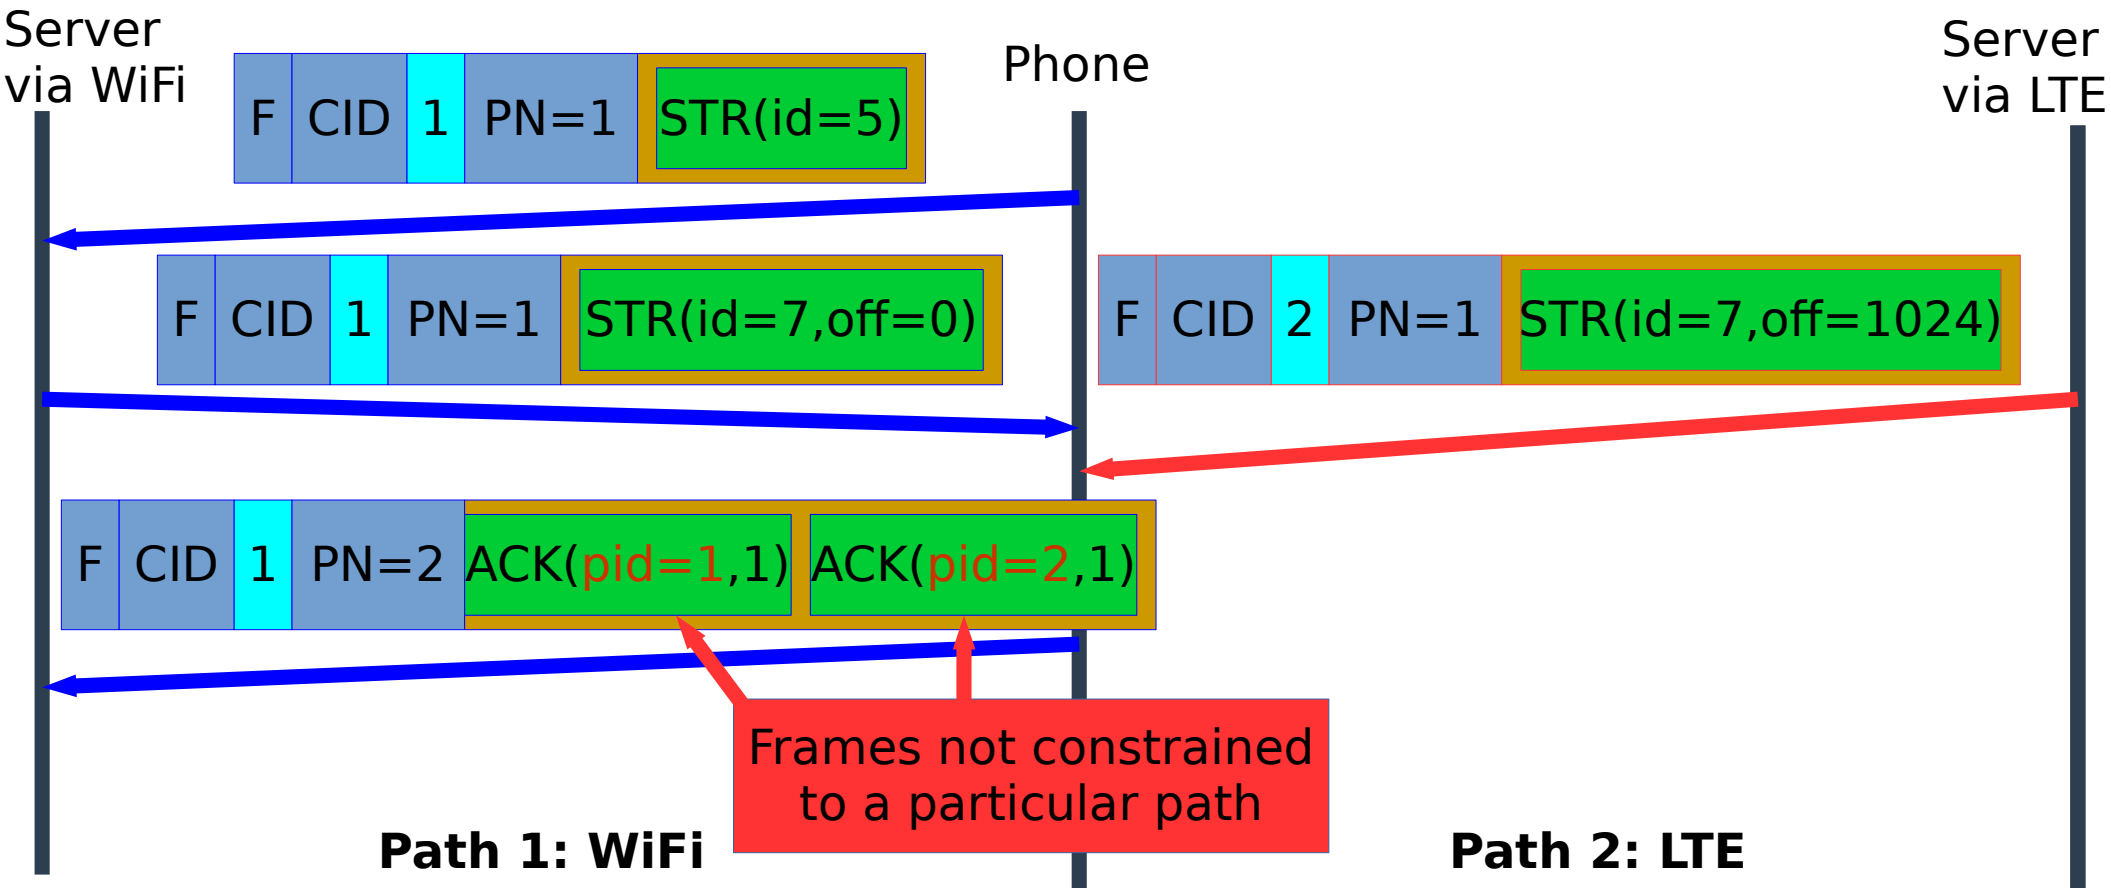 Server
via WiFi
Phone
Server
via LTE
F CID 1 PN=1 STR(id=5)
F CID 1 PN=1 STR(id=7,off=0)
F CID 2 PN=1 STR(id=7,off=1024)
F CID 1 PN=2 ACK(pid=1,1) ACK(pid=2,1)
Frames not constrained
to a particular path
Path 1: WiFi
Path 2: LTE